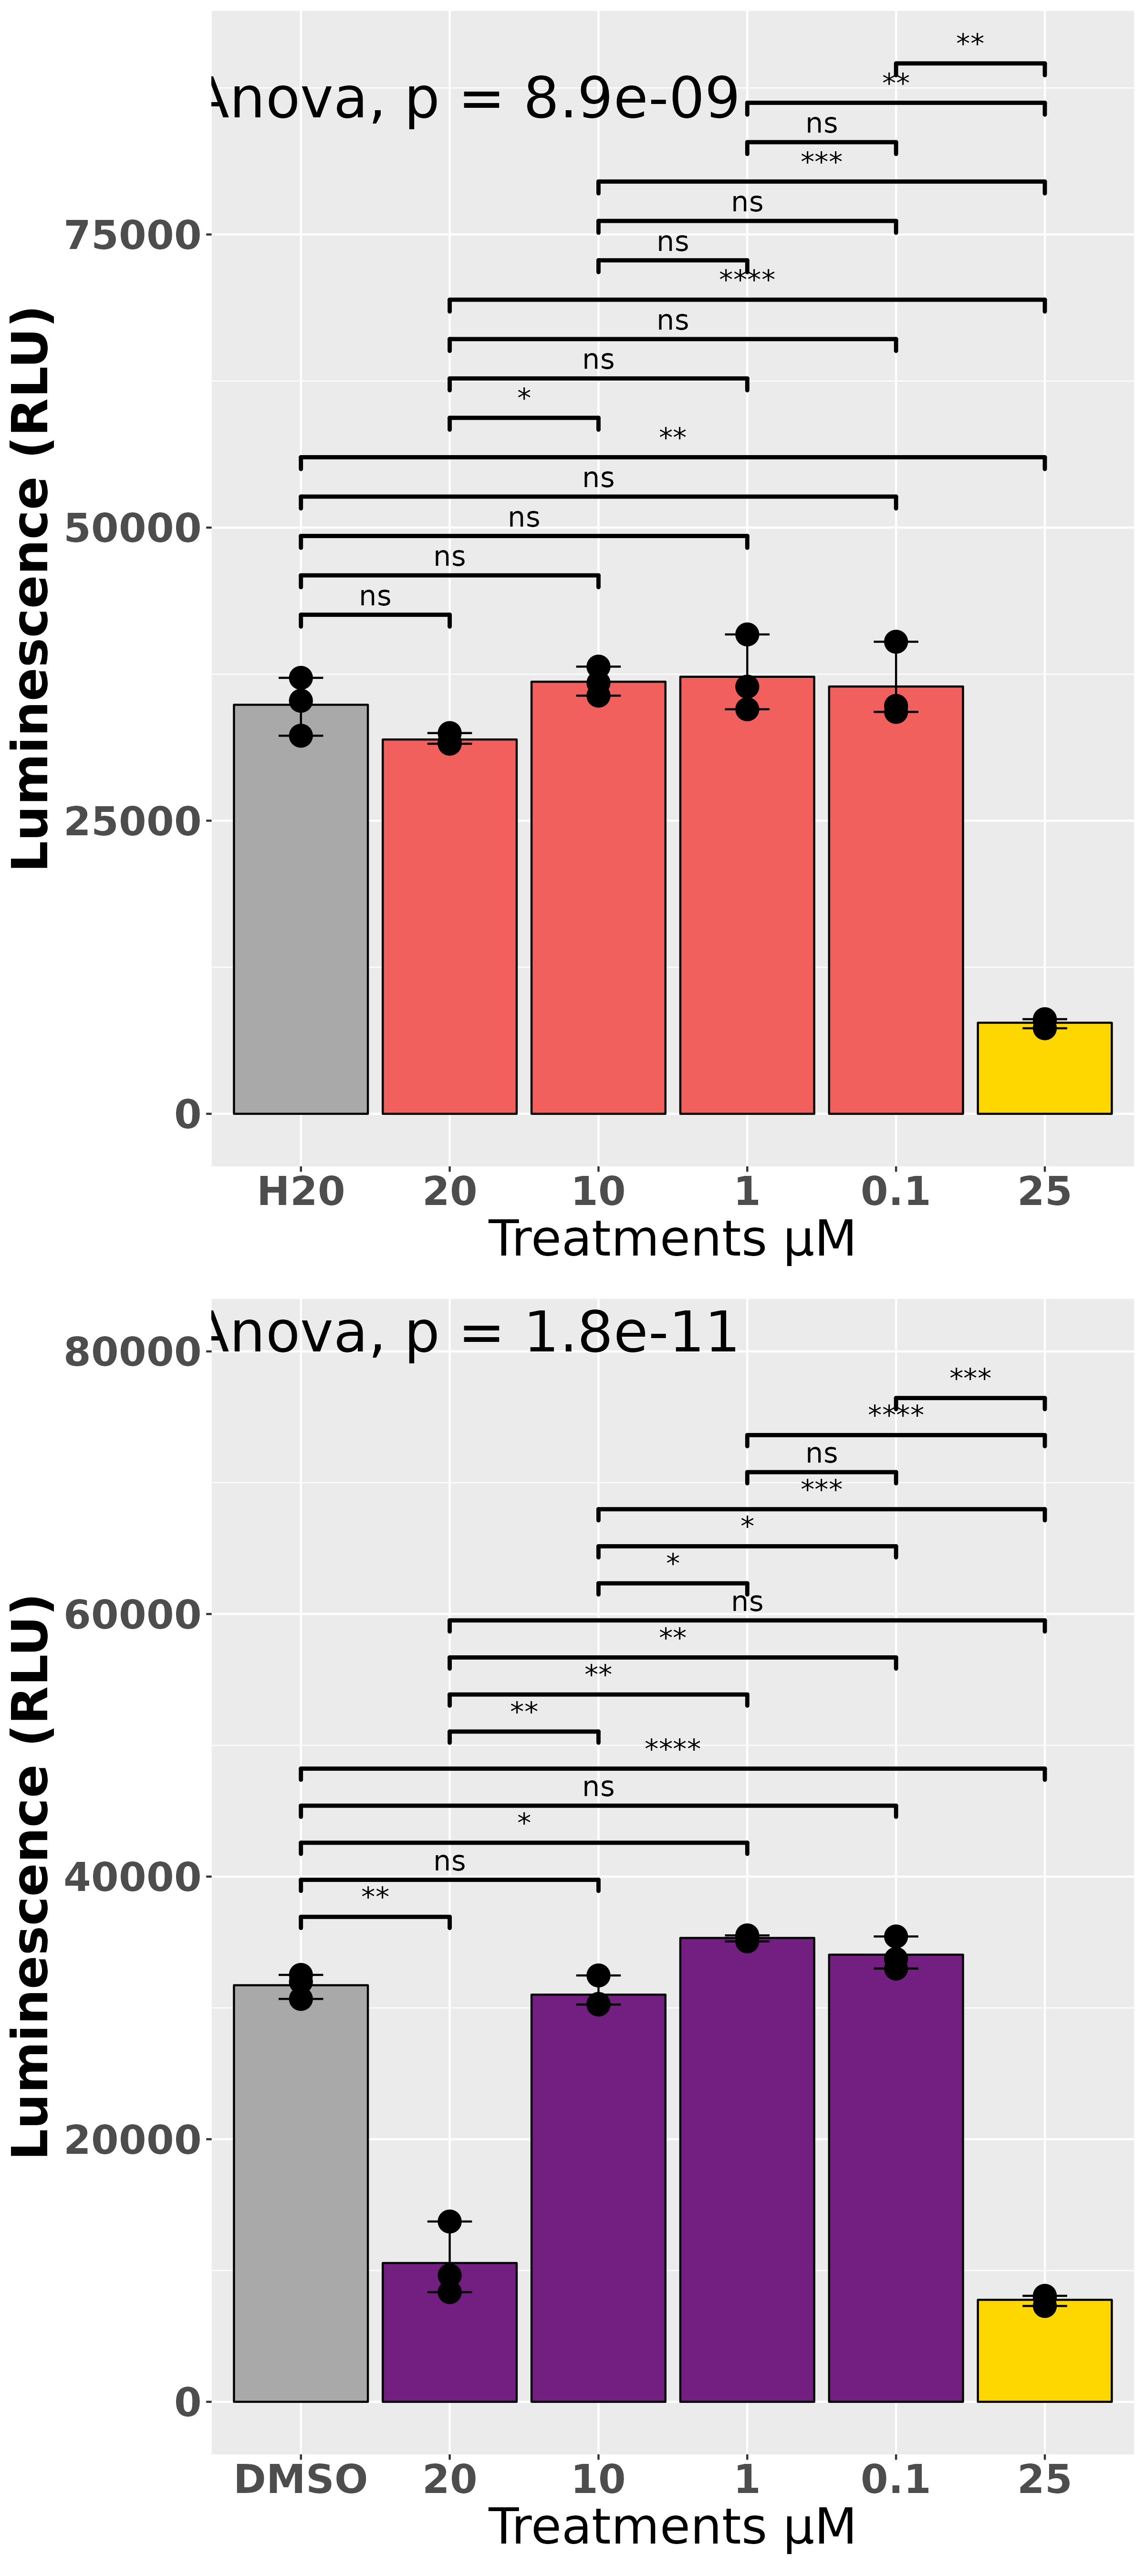 **
Anova, p = 8.9e-09
**
ns
***
ns
ns
****
ns
ns
*
**
ns
ns
ns
ns
75000
50000
25000
0
Luminescence (RLU)
H20 20 10 1 0.1 25
Treatments µM
Anova, p = 1.8e-11
***
****
ns
***
*
*
ns
**
**
**
****
ns
*
ns
**
80000
60000
40000
20000
0
Luminescence (RLU)
DMSO 20 10 1 0.1 25
Treatments µM